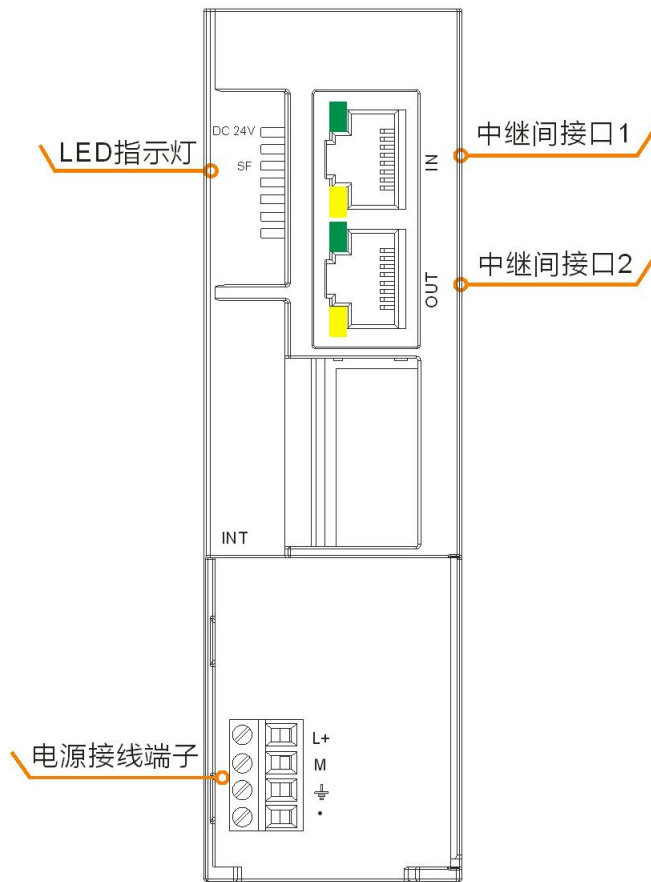 DC 24V
LED指示灯
SF
IN
中继间接口1
OUT
中继间接口2
INT
电源接线端子
L+
M